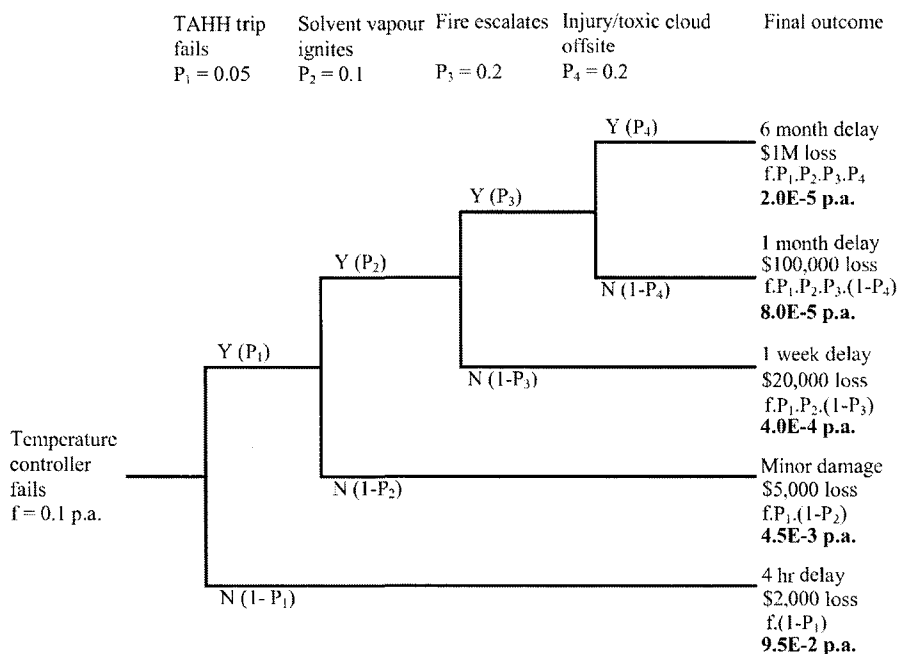 TAHH trip fails
P₁ = 0.05
Solvent vapour ignites
P₂ = 0.1
Fire escalates
P₃ = 0.2
Injury/toxic cloud offsite
P₄ = 0.2
Final outcome
Y (P₄)
6 month delay
$1M loss
f.P₁.P₂.P₃.P₄
2.0E-5 p.a.
Y (P₃)
1 month delay
$100,000 loss
N (1-P₄)
f.P₁.P₂.P₃.(1-P₄)
8.0E-5 p.a.
Y (P₂)
Y (P₁)
1 week delay
$20,000 loss
N (1-P₃)
f.P₁.P₂.(1-P₃)
4.0E-4 p.a.
Temperature
controller
fails
f = 0.1 p.a.
Minor damage
$5,000 loss
N (1-P₂)
f.P₁.(1-P₂)
4.5E-3 p.a.
4 hr delay
$2,000 loss
N (1- P₁)
f.(1-P₁)
9.5E-2 p.a.